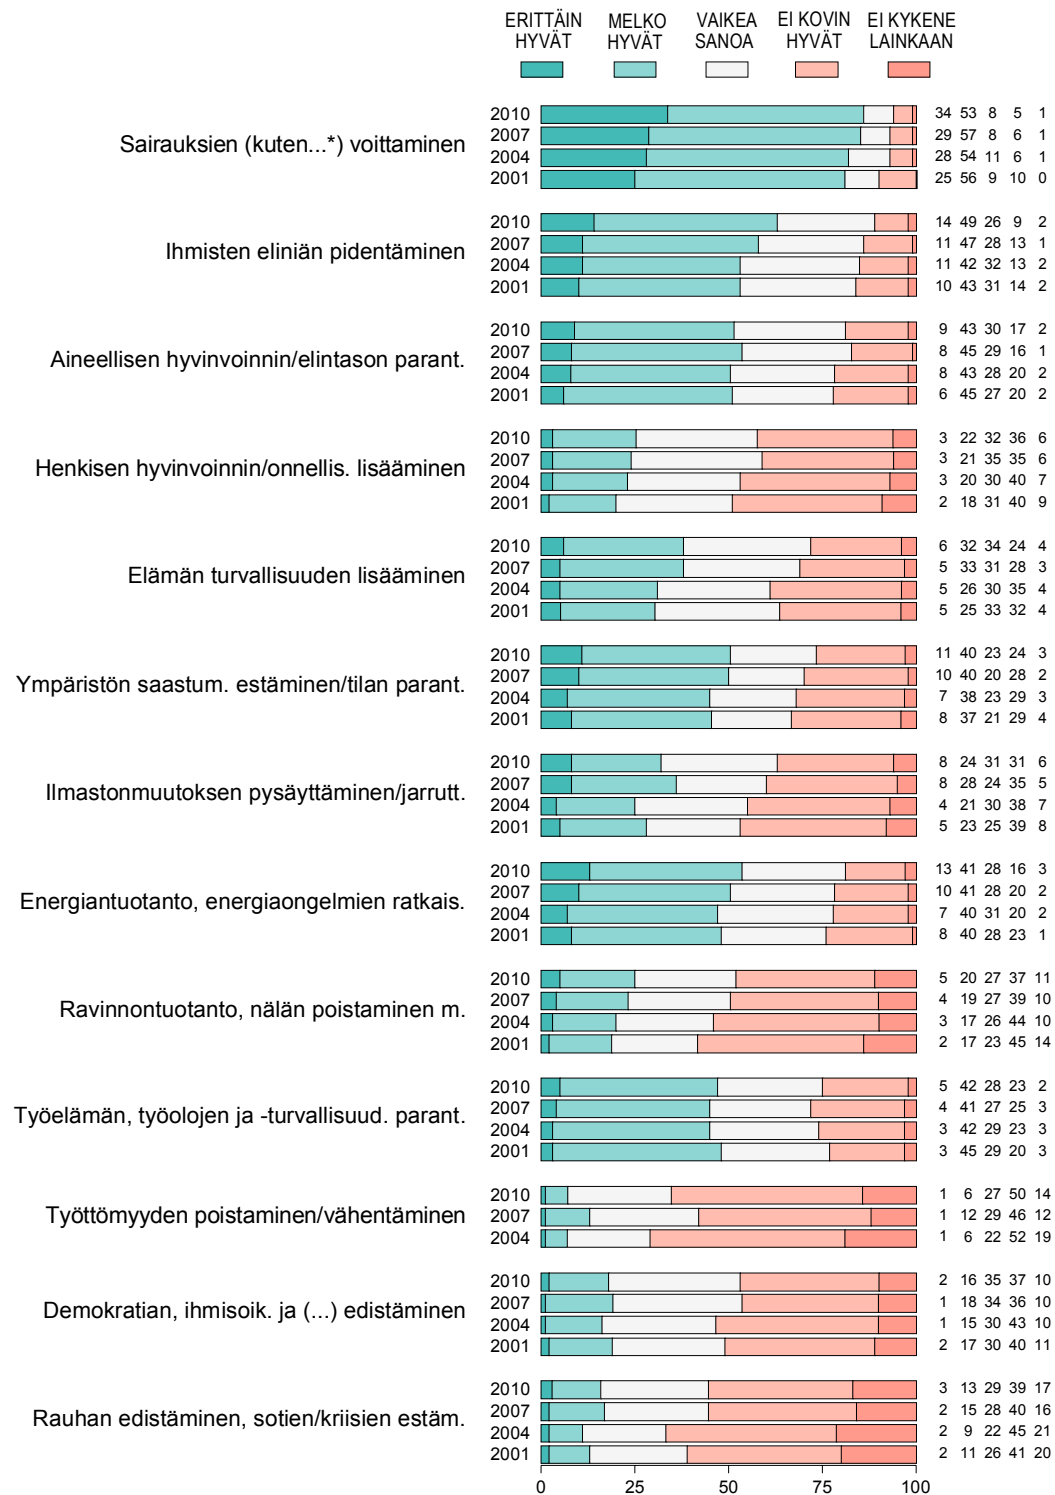 ERITTÄIN MELKO VAIKEA EI KOVIN EI KYKENE
HYVÄT HYVÄT SANOA HYVÄT LAINKAAN
2010 34 53 8 5 1
Sairauksien (kuten...*) voittaminen
2007 29 57 8 6 1
2004 28 54 11 6 1
2001 25 56 9 10 0
2010 14 49 26 9 2
Ihmisten eliniän pidentäminen
2007 11 47 28 13 1
2004 11 42 32 13 2
2001 10 43 31 14 2
2010 9 43 30 17 2
Aineellisen hyvinvoinnin/elintason parant.
2007 8 45 29 16 1
2004 8 43 28 20 2
2001 6 45 27 20 2
2010 3 22 32 36 6
Henkisen hyvinvoinnin/onnellis. lisääminen
2007 3 21 35 35 6
2004 3 20 30 40 7
2001 2 18 31 40 9
2010 6 32 34 24 4
Elämän turvallisuuden lisääminen
2007 5 33 31 28 3
2004 5 26 30 35 4
2001 5 25 33 32 4
2010 11 40 23 24 3
Ympäristön saastum. estäminen/tilan parant.
2007 10 40 20 28 2
2004 7 38 23 29 3
2001 8 37 21 29 4
2010 8 24 31 31 6
Ilmastonmuutoksen pysäyttäminen/jarrutt.
2007 8 28 24 35 5
2004 4 21 30 38 7
2001 5 23 25 39 8
2010 13 41 28 16 3
Energiantuotanto, energiaongelmien ratkais.
2007 10 41 28 20 2
2004 7 40 31 20 2
2001 8 40 28 23 1
2010 5 20 27 37 11
Ravinnontuotanto, nälän poistaminen m.
2007 4 19 27 39 10
2004 3 17 26 44 10
2001 2 17 23 45 14
2010 5 42 28 23 2
Työelämän, työolojen ja -turvallisuud. parant.
2007 4 41 27 25 3
2004 3 42 29 23 3
2001 3 45 29 20 3
2010 1 6 27 50 14
Työttömyyden poistaminen/vähentäminen
2007 1 12 29 46 12
2004 1 6 22 52 19
2010 2 16 35 37 10
Demokratian, ihmisoik. ja (...) edistäminen
2007 1 18 34 36 10
2004 1 15 30 43 10
2001 2 17 30 40 11
2010 3 13 29 39 17
Rauhan edistäminen, sotien/kriisien estäm.
2007 2 15 28 40 16
2004 2 9 22 45 21
2001 2 11 26 41 20
0 25 50 75 100